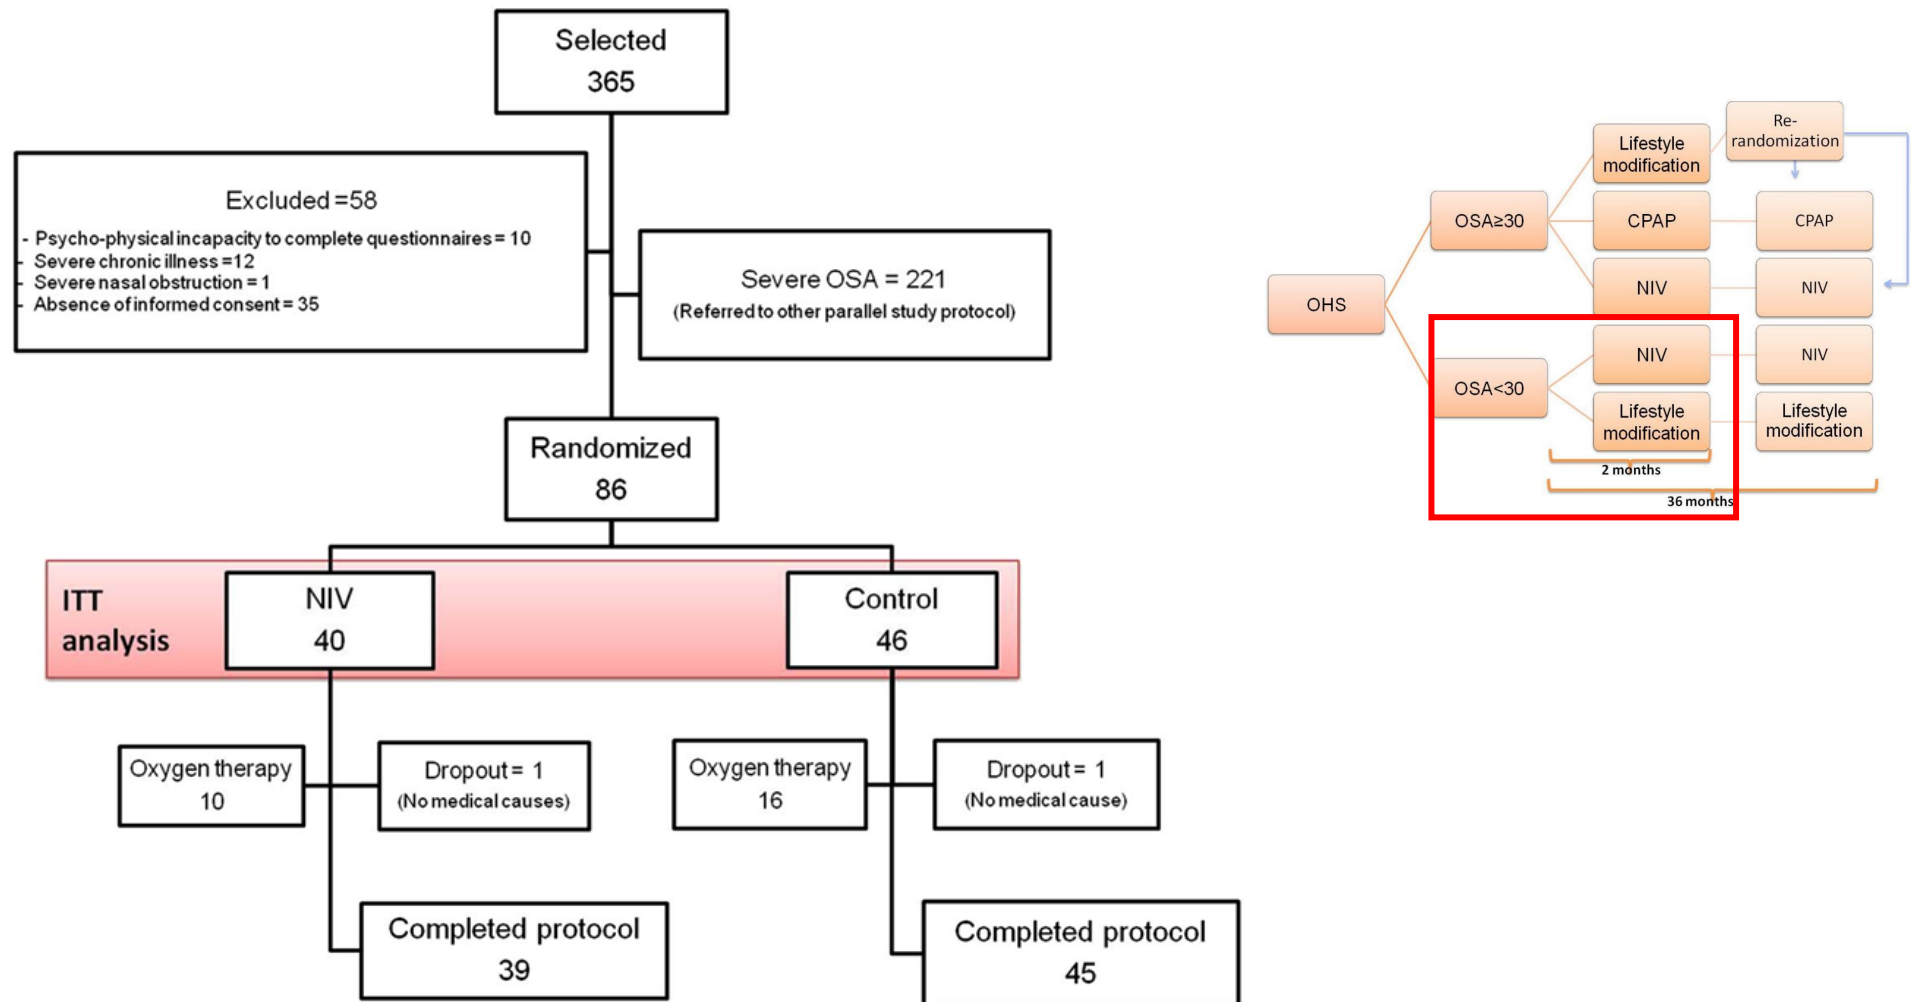 Selected
365
Excluded =58
- Psycho-physical incapacity to complete questionnaires = 10
- Severe chronic illness =12
- Severe nasal obstruction = 1
- Absence of informed consent = 35
Severe OSA = 221
(Referred to other parallel study protocol)
Randomized
86
ITT
analysis
NIV
40
Control
46
Oxygen therapy
10
Dropout = 1
(No medical causes)
Oxygen therapy
16
Dropout = 1
(No medical cause)
Completed protocol
39
Completed protocol
45
OHS
OSA≥30
Lifestyle
modification
Re-
randomization
CPAP
CPAP
NIV
NIV
OSA<30
NIV
NIV
Lifestyle
modification
Lifestyle
modification
2 months
36 months